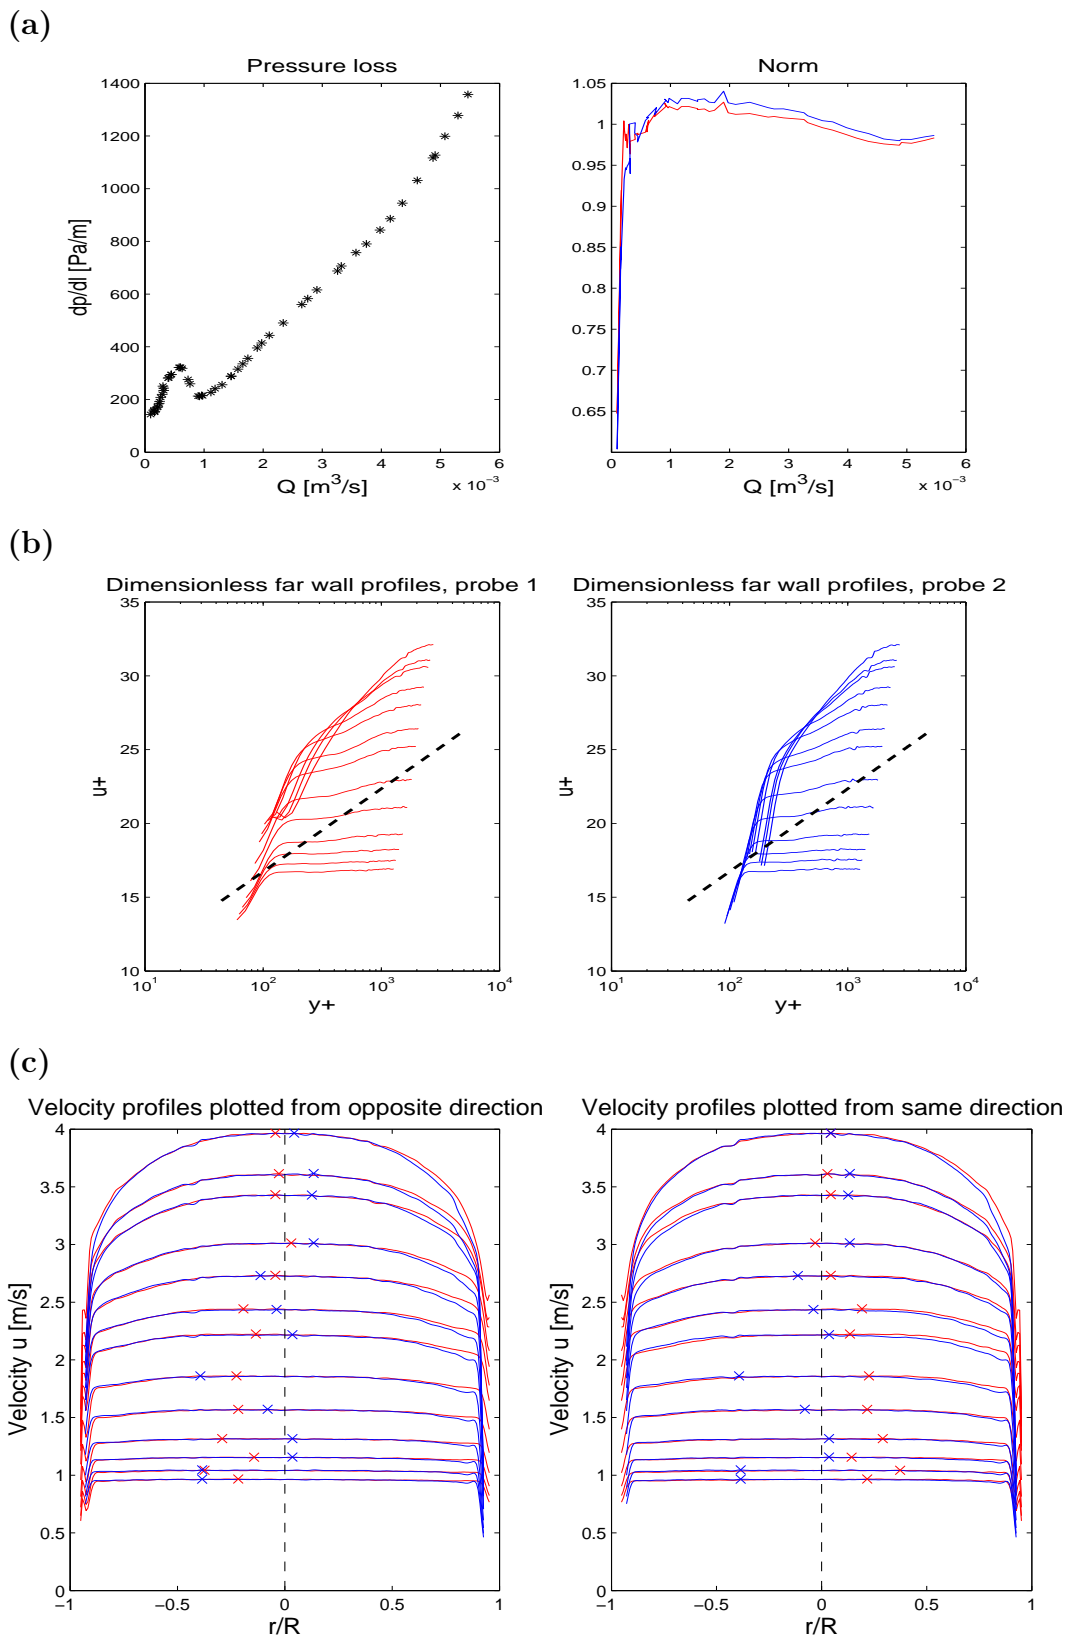 (a)
Pressure loss
Norm
1400
1200
1000
800
600
400
200
0
dp/dl [Pa/m]
0 1 2 3 4 5 6
Q [m³/s]
x 10⁻³
1.05
1
0.95
0.9
0.85
0.8
0.75
0.7
0.65
0 1 2 3 4 5 6
Q [m³/s]
x 10⁻³
(b)
Dimensionless far wall profiles, probe 1
Dimensionless far wall profiles, probe 2
35
30
25
20
15
10
u+
10¹ 10² 10³ 10⁴
y+
35
30
25
20
15
10
u+
10¹ 10² 10³ 10⁴
y+
(c)
Velocity profiles plotted from opposite direction
Velocity profiles plotted from same direction
4
3.5
3
2.5
2
1.5
1
0.5
0
Velocity u [m/s]
−1 −0.5 0 0.5 1
r/R
4
3.5
3
2.5
2
1.5
1
0.5
0
Velocity u [m/s]
−1 −0.5 0 0.5 1
r/R